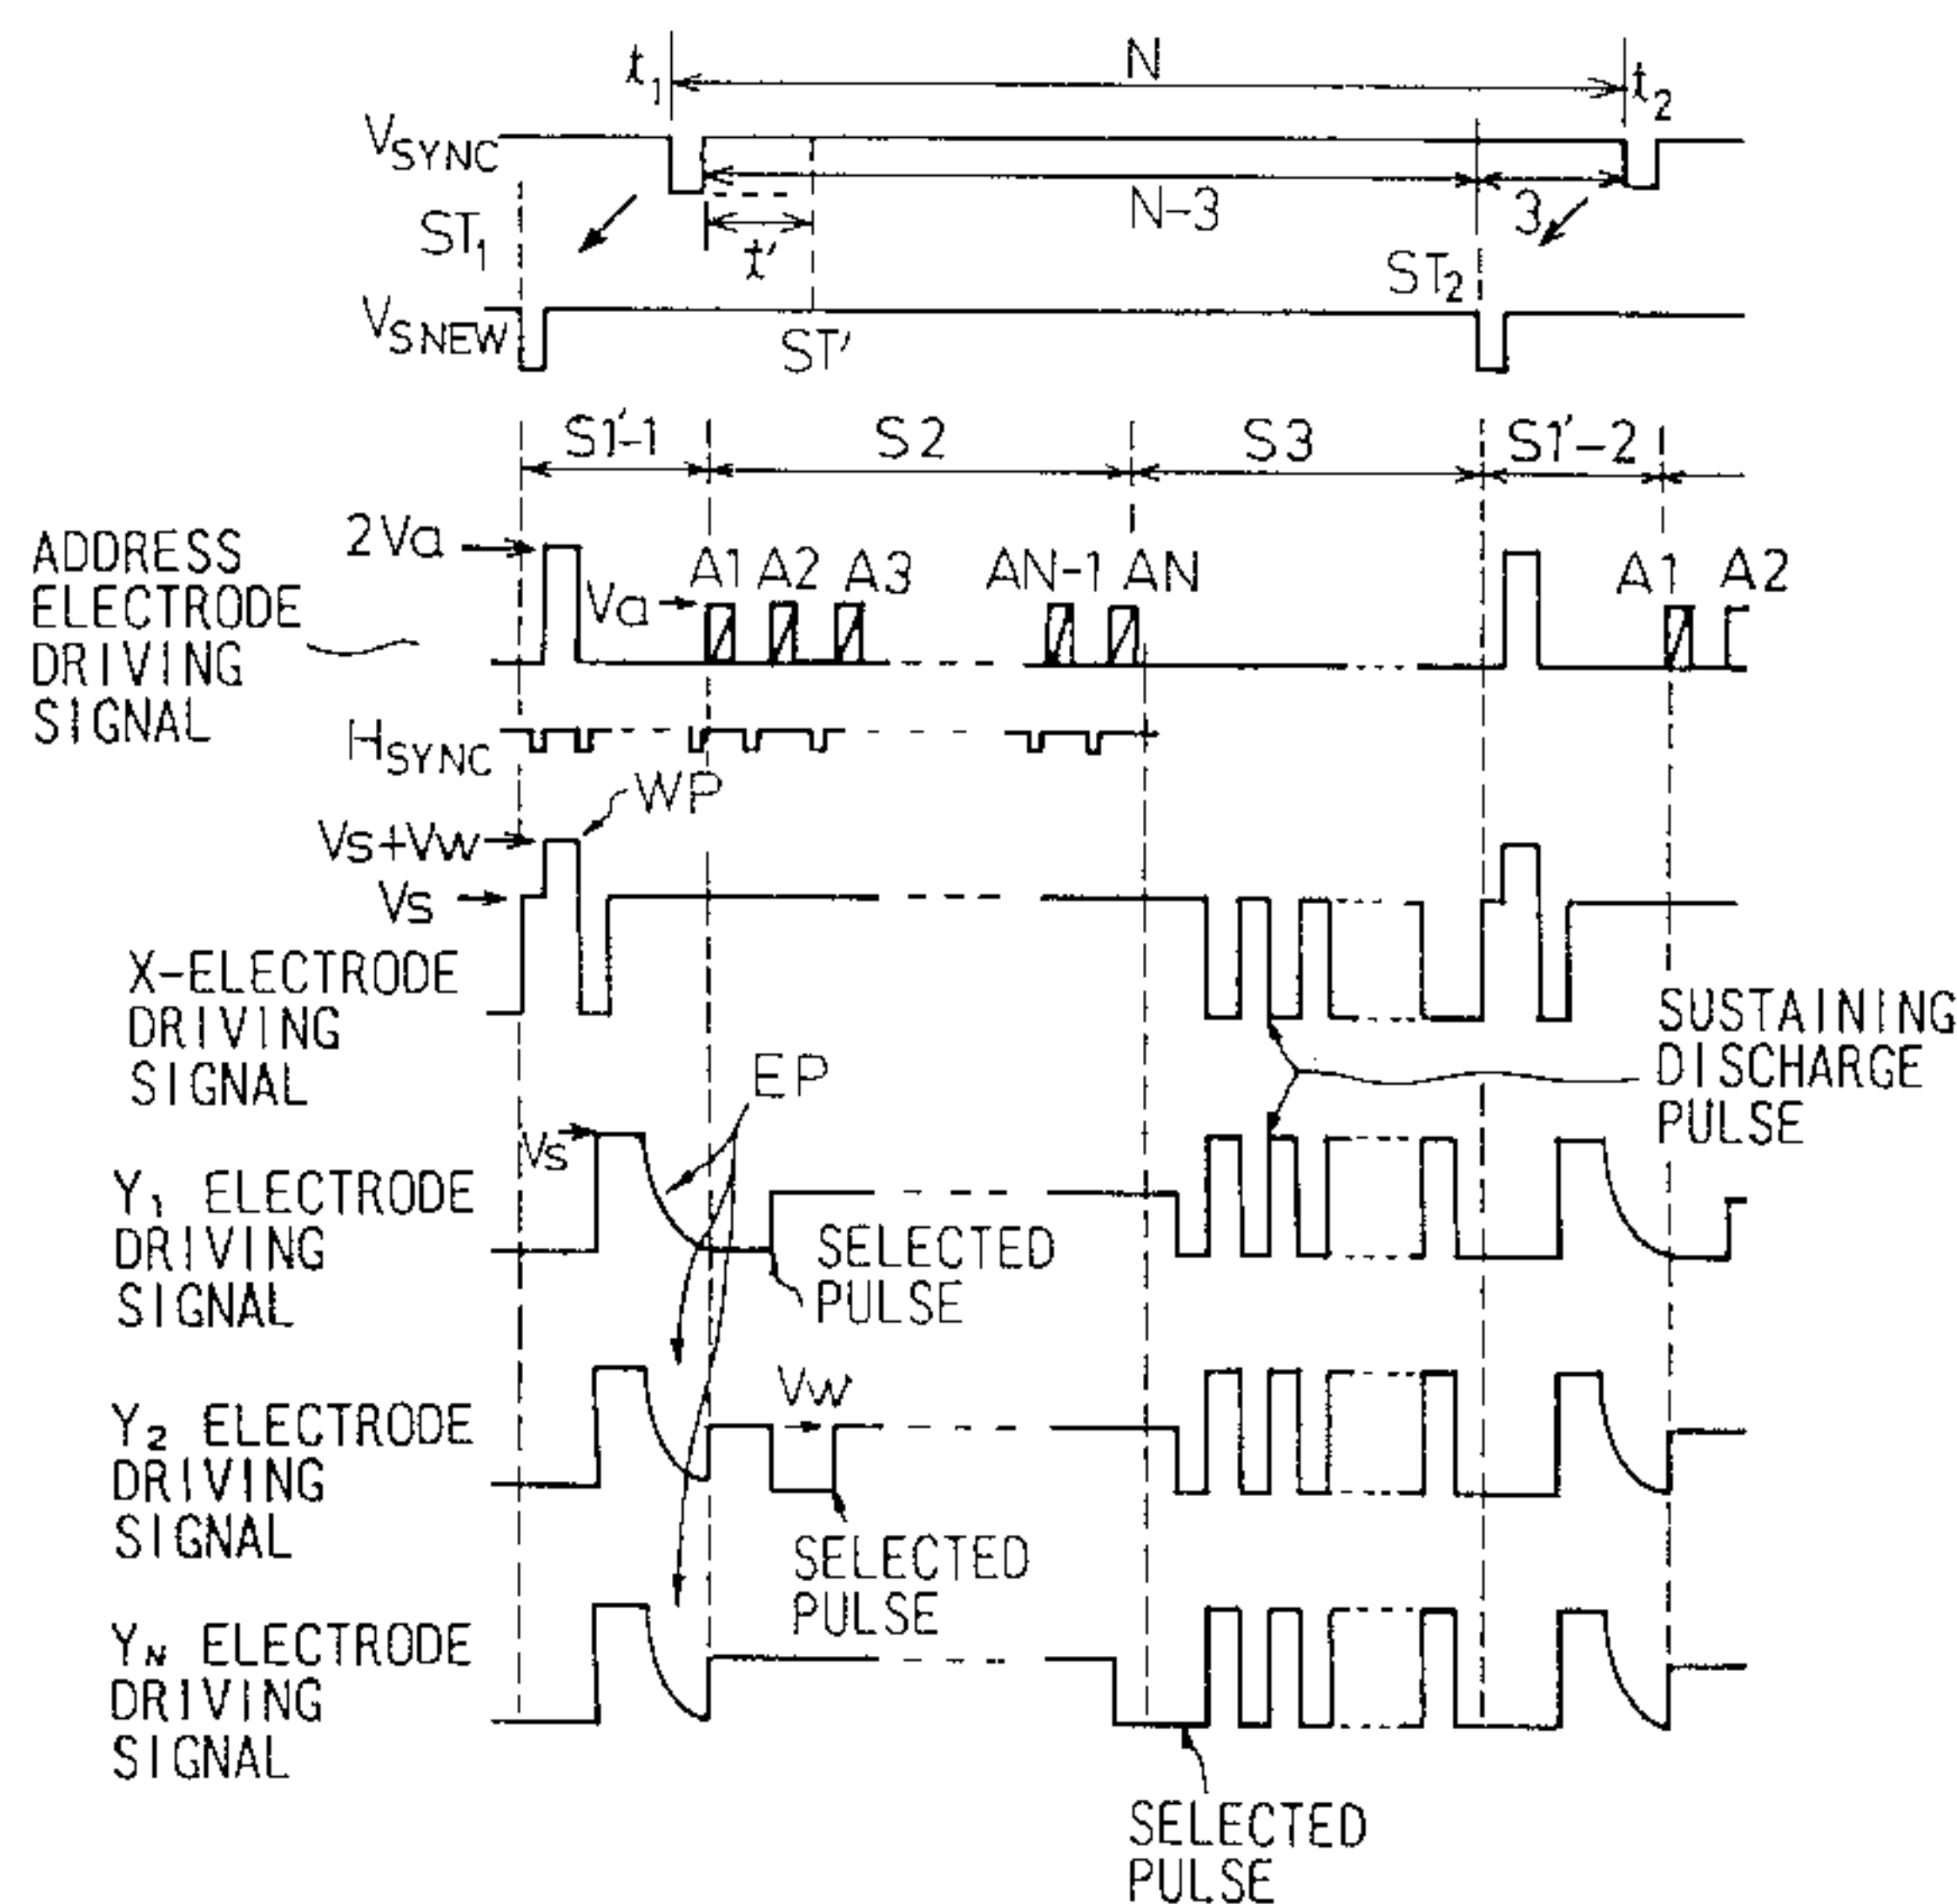 t1 N t2
VSYNC
N-3 3
ST1 t' ST2
VSNEW ST'
S1'-1 S2 S3 S1'-2
ADDRESS
ELECTRODE
DRIVING
SIGNAL
2Va Va A1 A2 A3 AN-1 AN A1 A2
HSYNC
WP
Vs+Vw
Vs
X-ELECTRODE
DRIVING
SIGNAL
SUSTAINING
DISCHARGE
PULSE
EP
Vs
Y1 ELECTRODE
DRIVING
SIGNAL
SELECTED
PULSE
Vw
Y2 ELECTRODE
DRIVING
SIGNAL
SELECTED
PULSE
YN ELECTRODE
DRIVING
SIGNAL
SELECTED
PULSE